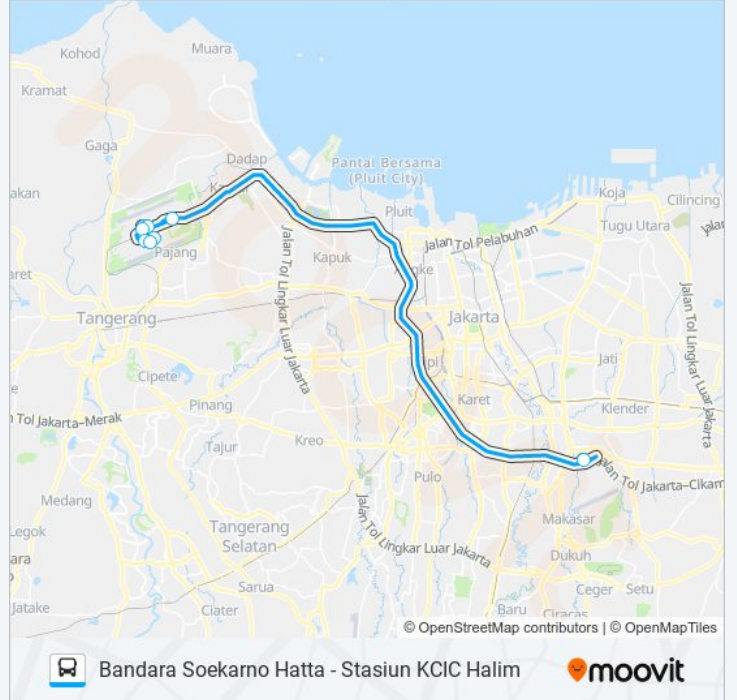 Kohod
Muara
Kramat
Gaga
Dadap
Pantai Bersama
(Pluit City)
akan
Koja
Cilincing
Pluit
Tugu Utara
Jalan Tol Pelabuhan
Pajang
Kapuk
Jalan Tol Lingkar Luar Jakarta
Jalan Tol Lingkar Luar Jakarta
aret
Tangerang
Jakarta
Jati
Cipete
Karet
Pinang
Klender
n Tol Jakarta-Merak
Kreo
Tajur
Jalan Tol Jakarta-Cikam
Pulo
Medang
Jalan Tol Lingkar Luar Jakarta
Makasar
Legok
Tangerang
Selatan
Dukuh
ara
Sarua
Ceger
Setu
Jatake
Ciater
Baru
Ciracas
© OpenStreetMap contributors | © OpenMapTiles
Bandara Soekarno Hatta - Stasiun KCIC Halim
moovit